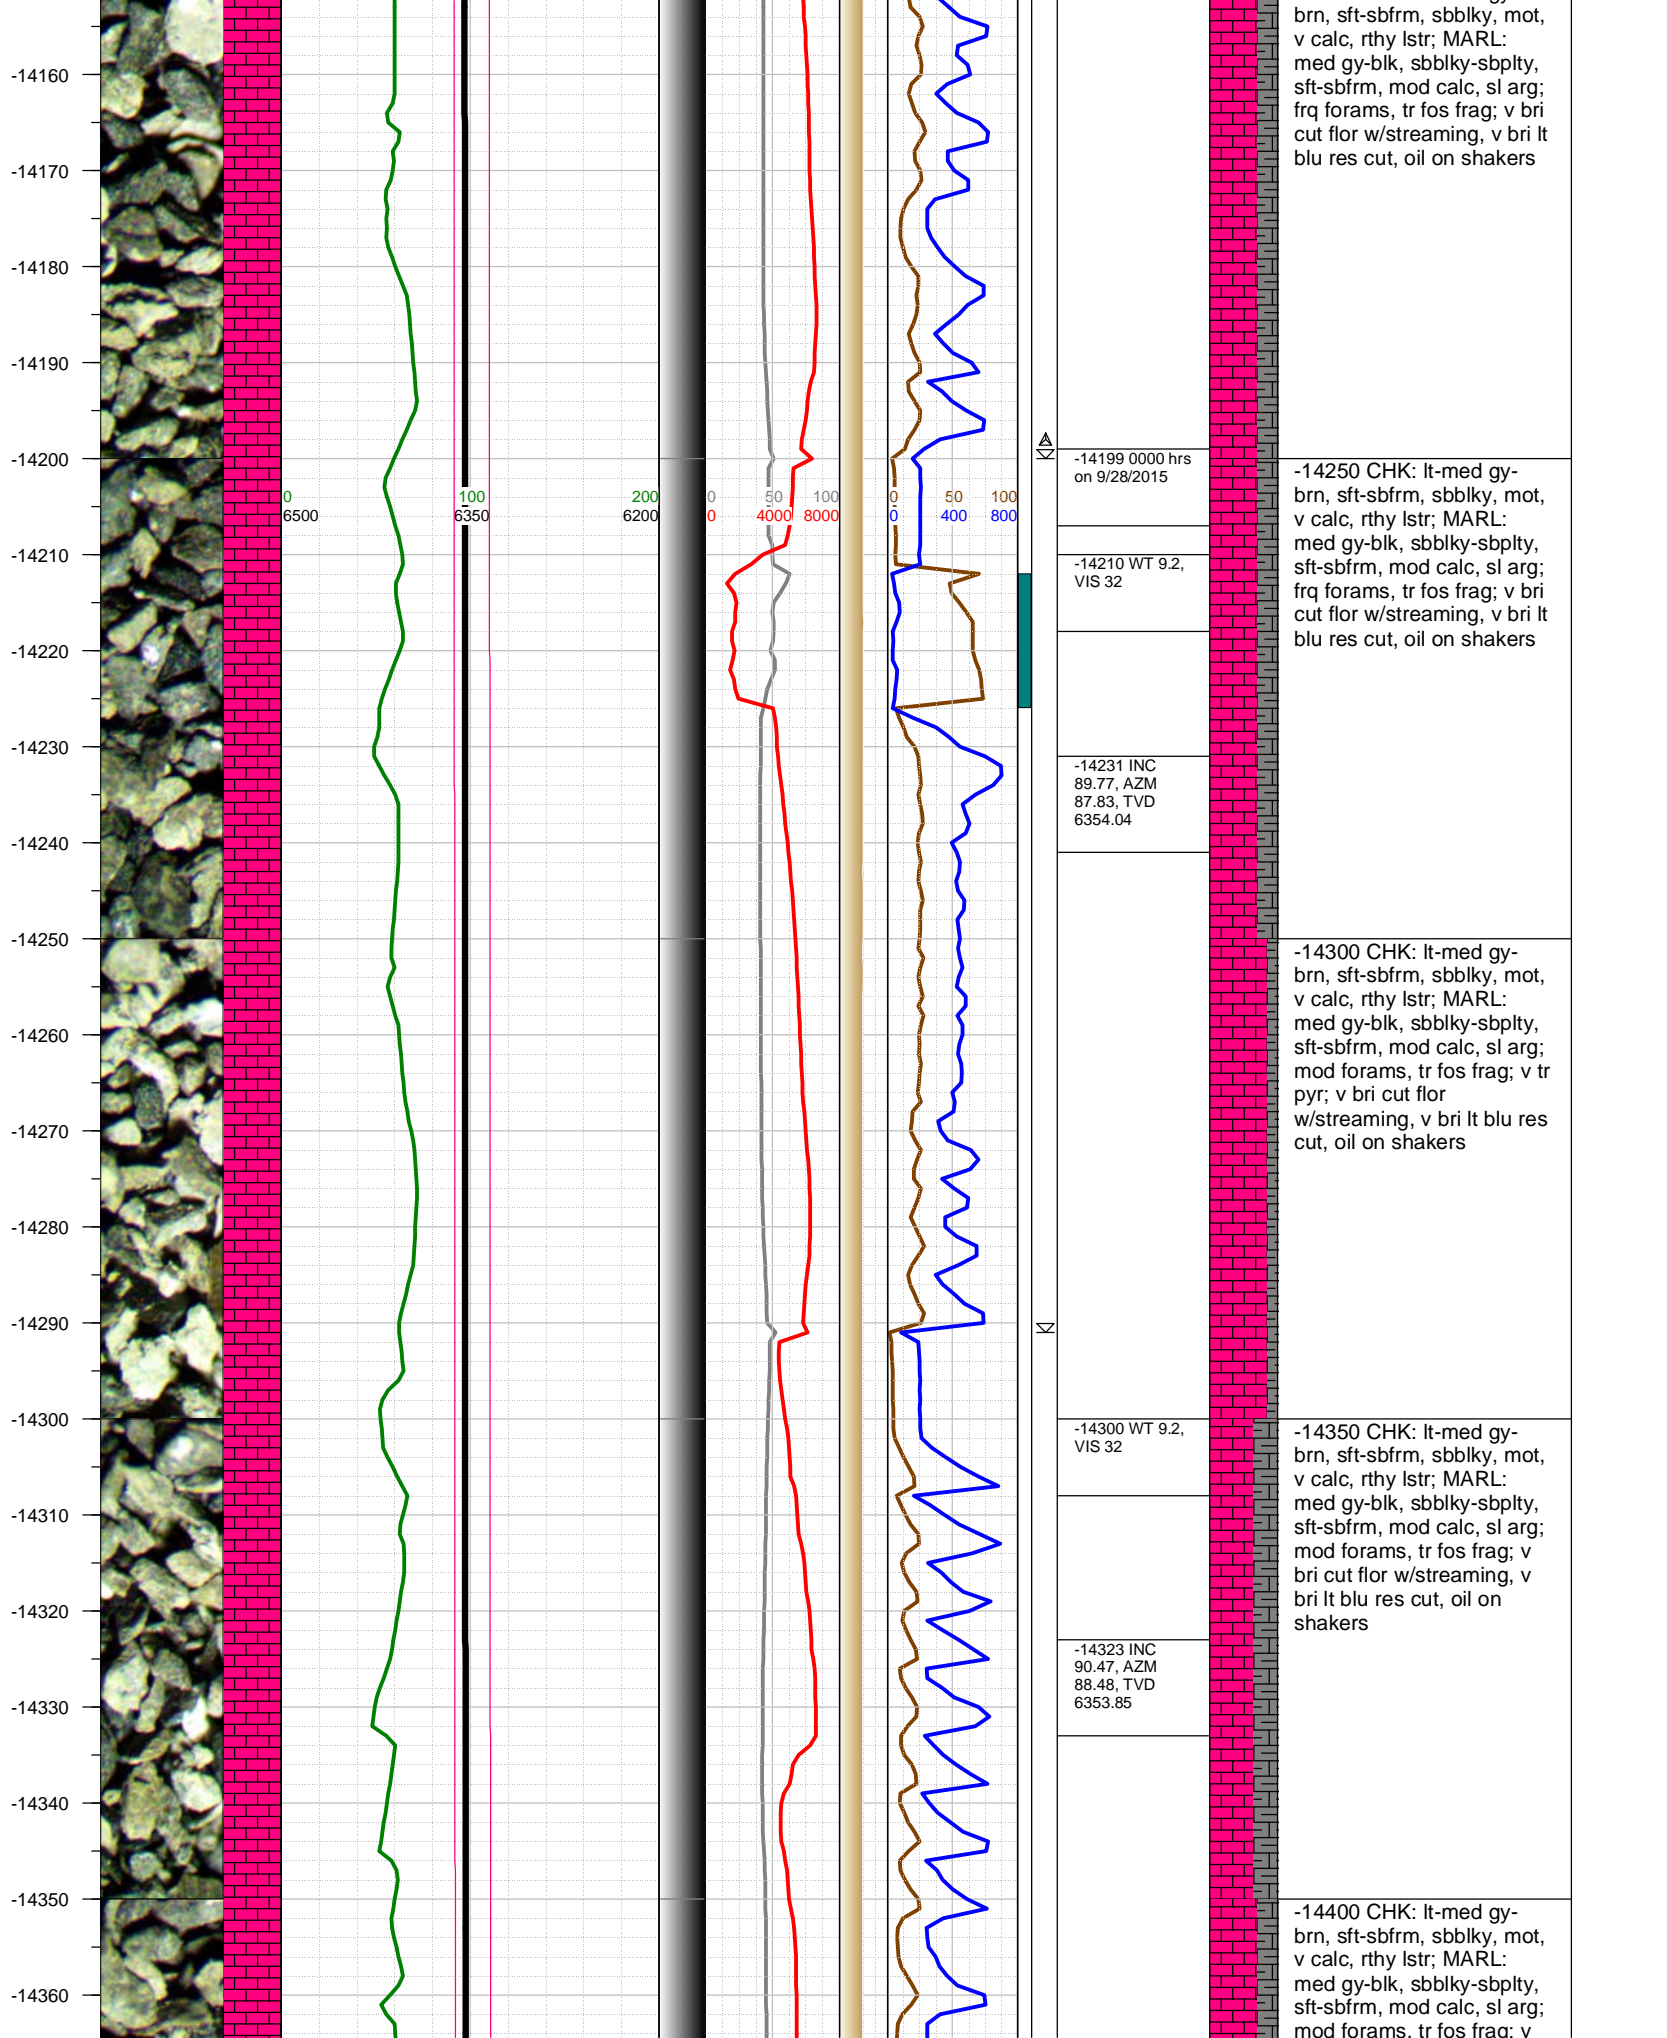 brn, sft-sbfrm, sbblky, mot,
v calc, rthy lstr; MARL:
med gy-blk, sbblky-sbplty,
sft-sbfrm, mod calc, sl arg;
frq forams, tr fos frag; v bri
cut flor w/streaming, v bri lt
blu res cut, oil on shakers
-14160
-14170
-14180
-14190
-14200
-14210
-14220
-14230
-14240
-14250
-14260
-14270
-14280
-14290
-14300
-14310
-14320
-14330
-14340
-14350
-14360
0 100 200
6500 6350 6200
0 50 100
0 4000 8000
0 50 100
0 400 800
-14199 0000 hrs
on 9/28/2015
-14210 WT 9.2,
VIS 32
-14231 INC
89.77, AZM
87.83, TVD
6354.04
-14300 WT 9.2,
VIS 32
-14323 INC
90.47, AZM
88.48, TVD
6353.85
-14250 CHK: lt-med gy-
brn, sft-sbfrm, sbblky, mot,
v calc, rthy lstr; MARL:
med gy-blk, sbblky-sbplty,
sft-sbfrm, mod calc, sl arg;
frq forams, tr fos frag; v bri
cut flor w/streaming, v bri lt
blu res cut, oil on shakers
-14300 CHK: lt-med gy-
brn, sft-sbfrm, sbblky, mot,
v calc, rthy lstr; MARL:
med gy-blk, sbblky-sbplty,
sft-sbfrm, mod calc, sl arg;
mod forams, tr fos frag; v tr
pyr; v bri cut flor
w/streaming, v bri lt blu res
cut, oil on shakers
-14350 CHK: lt-med gy-
brn, sft-sbfrm, sbblky, mot,
v calc, rthy lstr; MARL:
med gy-blk, sbblky-sbplty,
sft-sbfrm, mod calc, sl arg;
mod forams, tr fos frag; v
bri cut flor w/streaming, v
bri lt blu res cut, oil on
shakers
-14400 CHK: lt-med gy-
brn, sft-sbfrm, sbblky, mot,
v calc, rthy lstr; MARL:
med gy-blk, sbblky-sbplty,
sft-sbfrm, mod calc, sl arg;
mod forams, tr fos frag; v